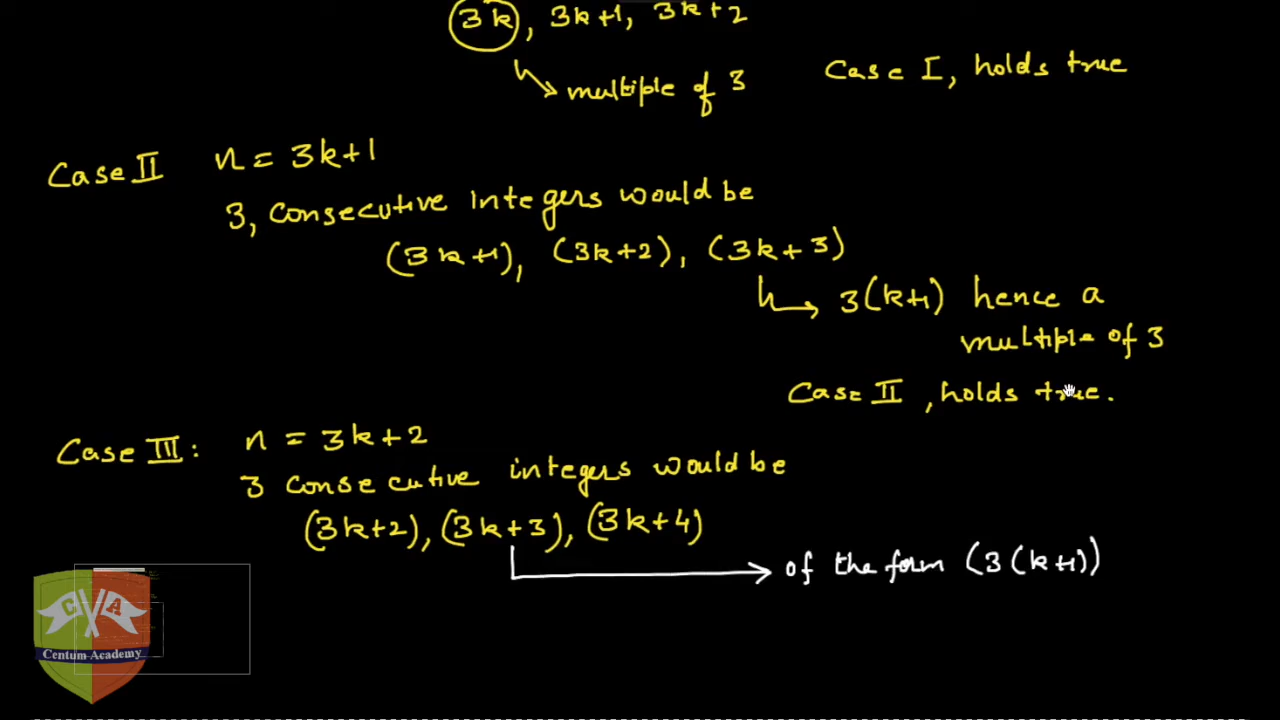 3k, 3k+1, 3k+2
multiple of 3
Case I, holds true
Case II n = 3k+1
3, consecutive integers would be
(3k+1), (3k+2), (3k+3)
3(k+1) hence a
multiple of 3
Case II, holds true.
Case III: n = 3k+2
3 consecutive integers would be
(3k+2), (3k+3), (3k+4)
of the form (3(k+1))
C A
Centum Academy